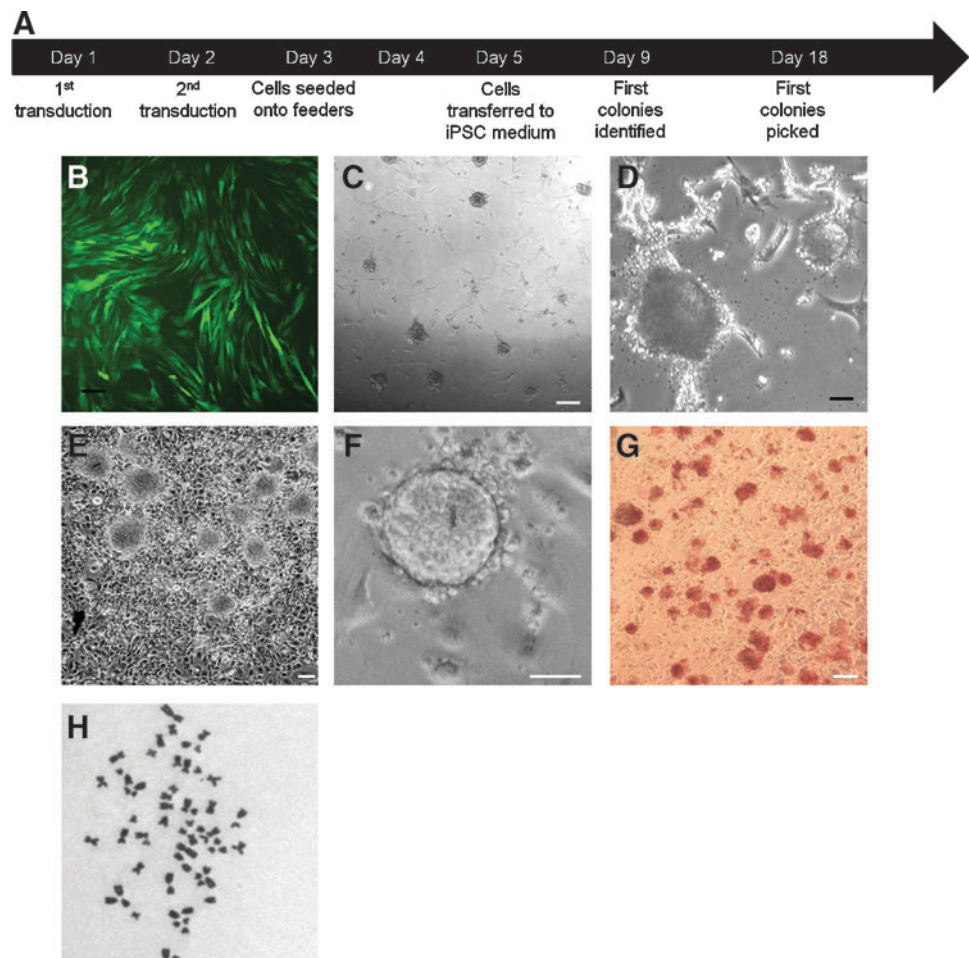 A
Day 1 Day 2 Day 3 Day 4 Day 5 Day 9 Day 18
1st transduction
2nd transduction
Cells seeded
onto feeders
Cells
transferred to
iPSC medium
First
colonies
identified
First
colonies
picked
B
C
D
E
F
G
H